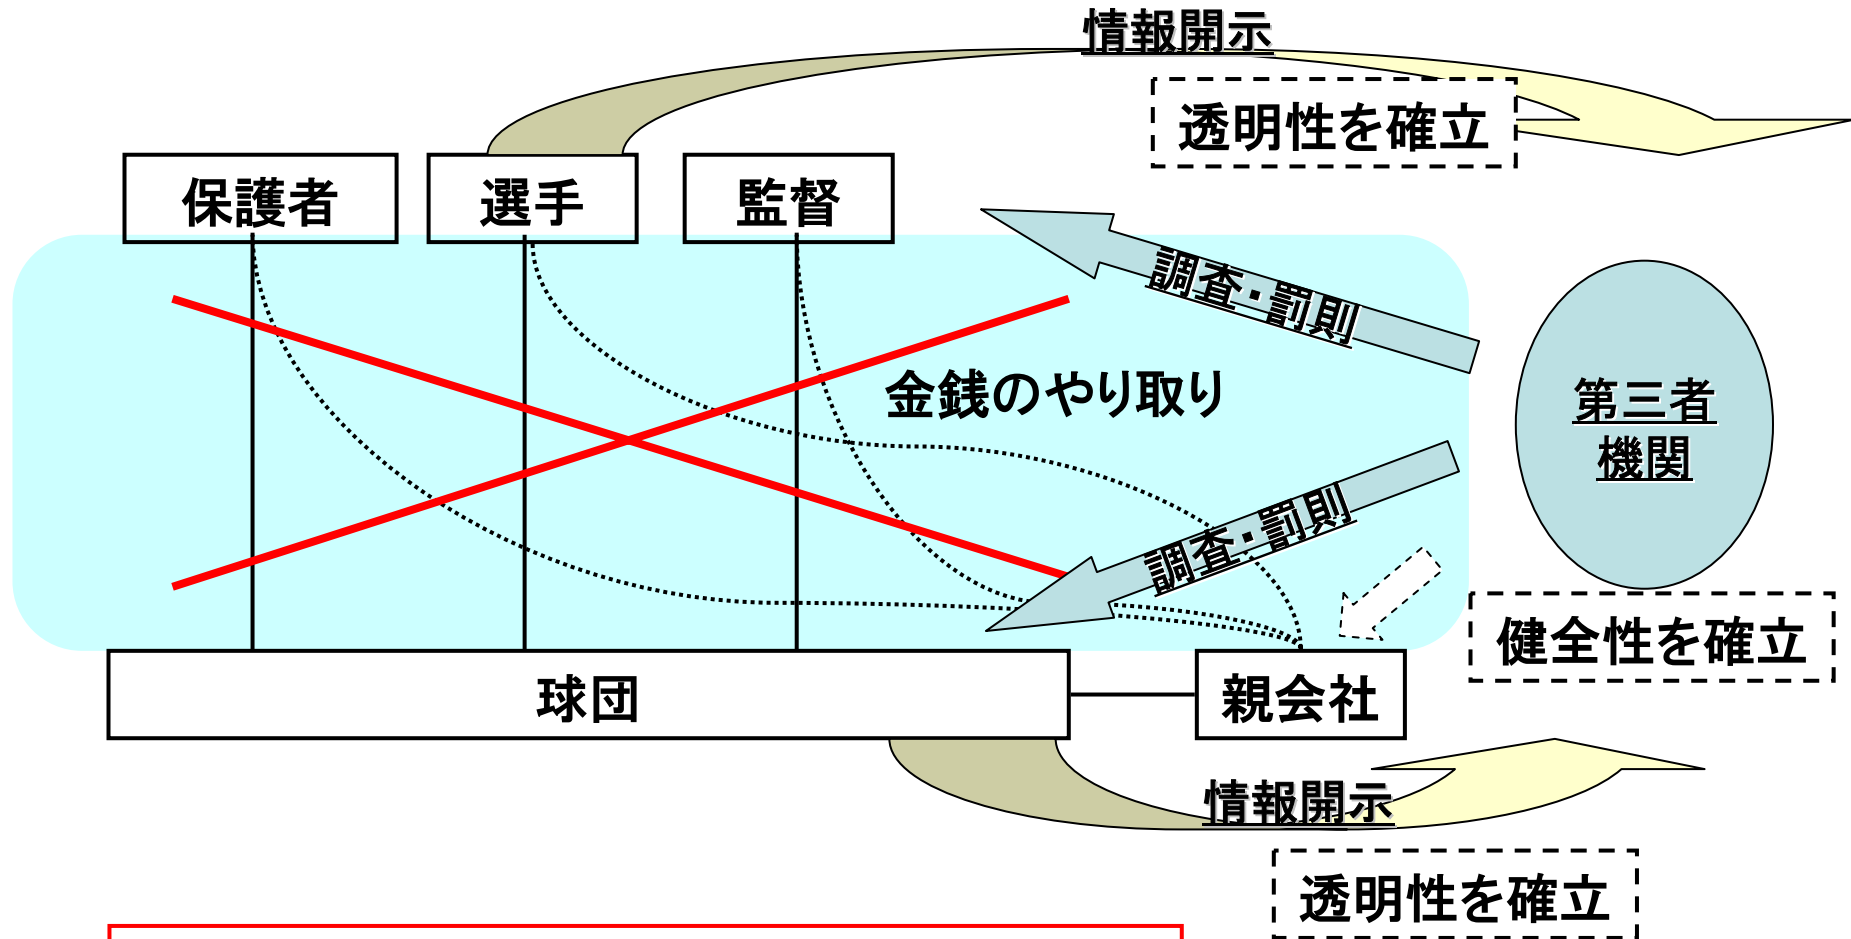 情報開示
透明性を確立
保護者
選手
監督
調査・罰則
金銭のやり取り
第三者
機関
調査・罰則
健全性を確立
球団
親会社
情報開示
透明性を確立